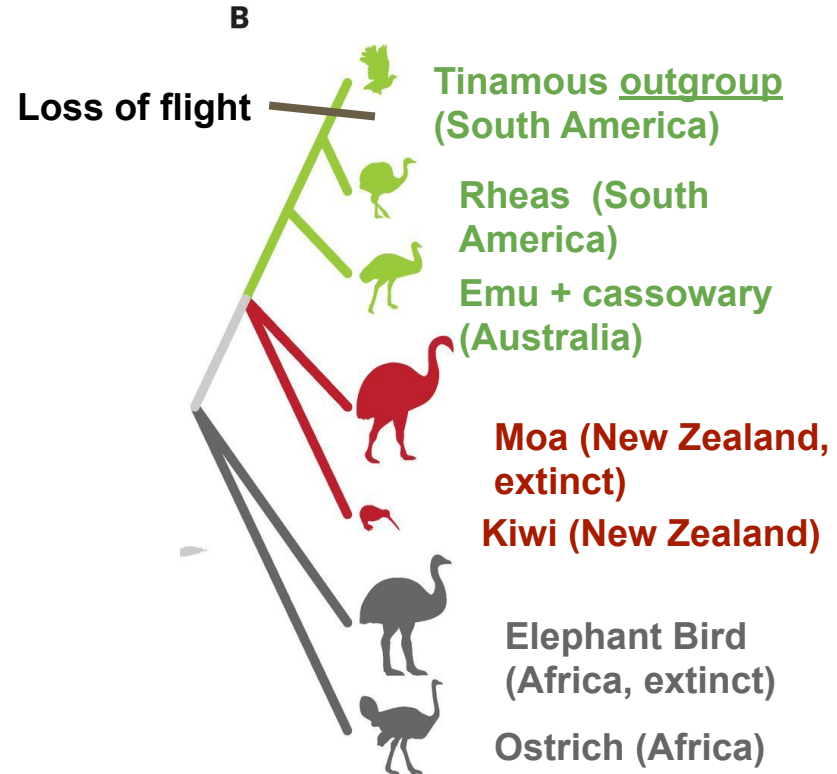 B
Loss of flight
Tinamous outgroup
(South America)
Rheas (South
America)
Emu + cassowary
(Australia)
Moa (New Zealand,
extinct)
Kiwi (New Zealand)
Elephant Bird
(Africa, extinct)
Ostrich (Africa)